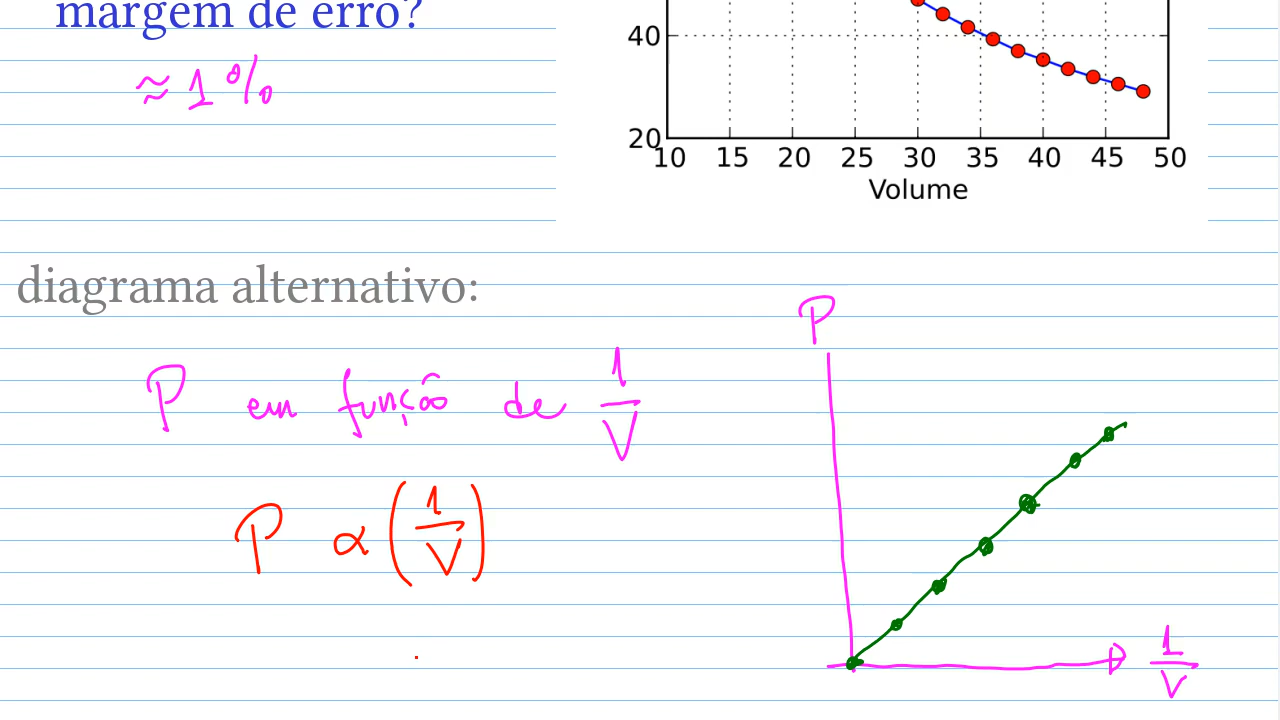 margem de erro?
≈ 1%
40
20
10 15 20 25 30 35 40 45 50
Volume
diagrama alternativo:
P em função de 1/V
P α (1/V)
P
1/V